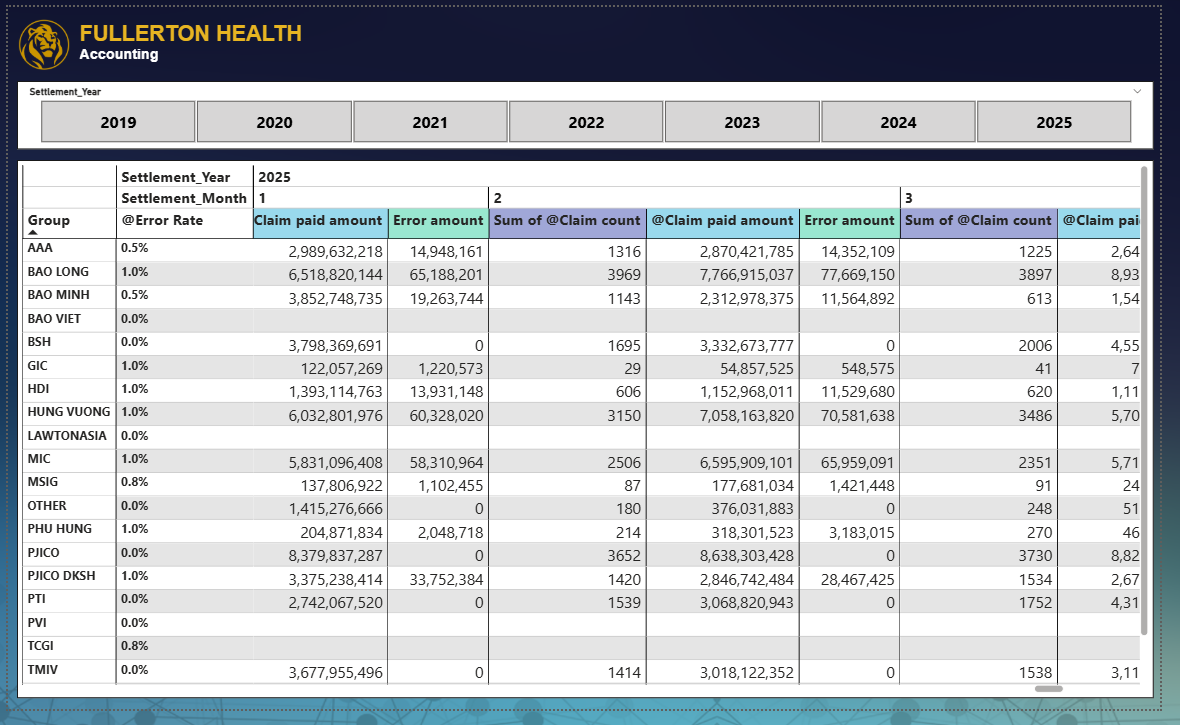 FULLERTON HEALTH
Accounting
Settlement_Year
2019 2020 2021 2022 2023 2024 2025
Settlement_Year 2025
Settlement_Month 1 2 3
Group @Error Rate Claim paid amount Error amount Sum of @Claim count @Claim paid amount Error amount Sum of @Claim count @Claim pai
AAA 0.5% 2,989,632,218 14,948,161 1316 2,870,421,785 14,352,109 1225 2,64
BAO LONG 1.0% 6,518,820,144 65,188,201 3969 7,766,915,037 77,669,150 3897 8,93
BAO MINH 0.5% 3,852,748,735 19,263,744 1143 2,312,978,375 11,564,892 613 1,54
BAO VIET 0.0%
BSH 0.0% 3,798,369,691 0 1695 3,332,673,777 0 2006 4,55
GIC 1.0% 122,057,269 1,220,573 29 54,857,525 548,575 41 7
HDI 1.0% 1,393,114,763 13,931,148 606 1,152,968,011 11,529,680 620 1,11
HUNG VUONG 1.0% 6,032,801,976 60,328,020 3150 7,058,163,820 70,581,638 3486 5,70
LAWTONASIA 0.0%
MIC 1.0% 5,831,096,408 58,310,964 2506 6,595,909,101 65,959,091 2351 5,71
MSIG 0.8% 137,806,922 1,102,455 87 177,681,034 1,421,448 91 24
OTHER 0.0% 1,415,276,666 0 180 376,031,883 0 248 51
PHU HUNG 1.0% 204,871,834 2,048,718 214 318,301,523 3,183,015 270 46
PJICO 0.0% 8,379,837,287 0 3652 8,638,303,428 0 3730 8,82
PJICO DKSH 1.0% 3,375,238,414 33,752,384 1420 2,846,742,484 28,467,425 1534 2,67
PTI 0.0% 2,742,067,520 0 1539 3,068,820,943 0 1752 4,31
PVI 0.0%
TCGI 0.8%
TMIV 0.0% 3,677,955,496 0 1414 3,018,122,352 0 1538 3,11